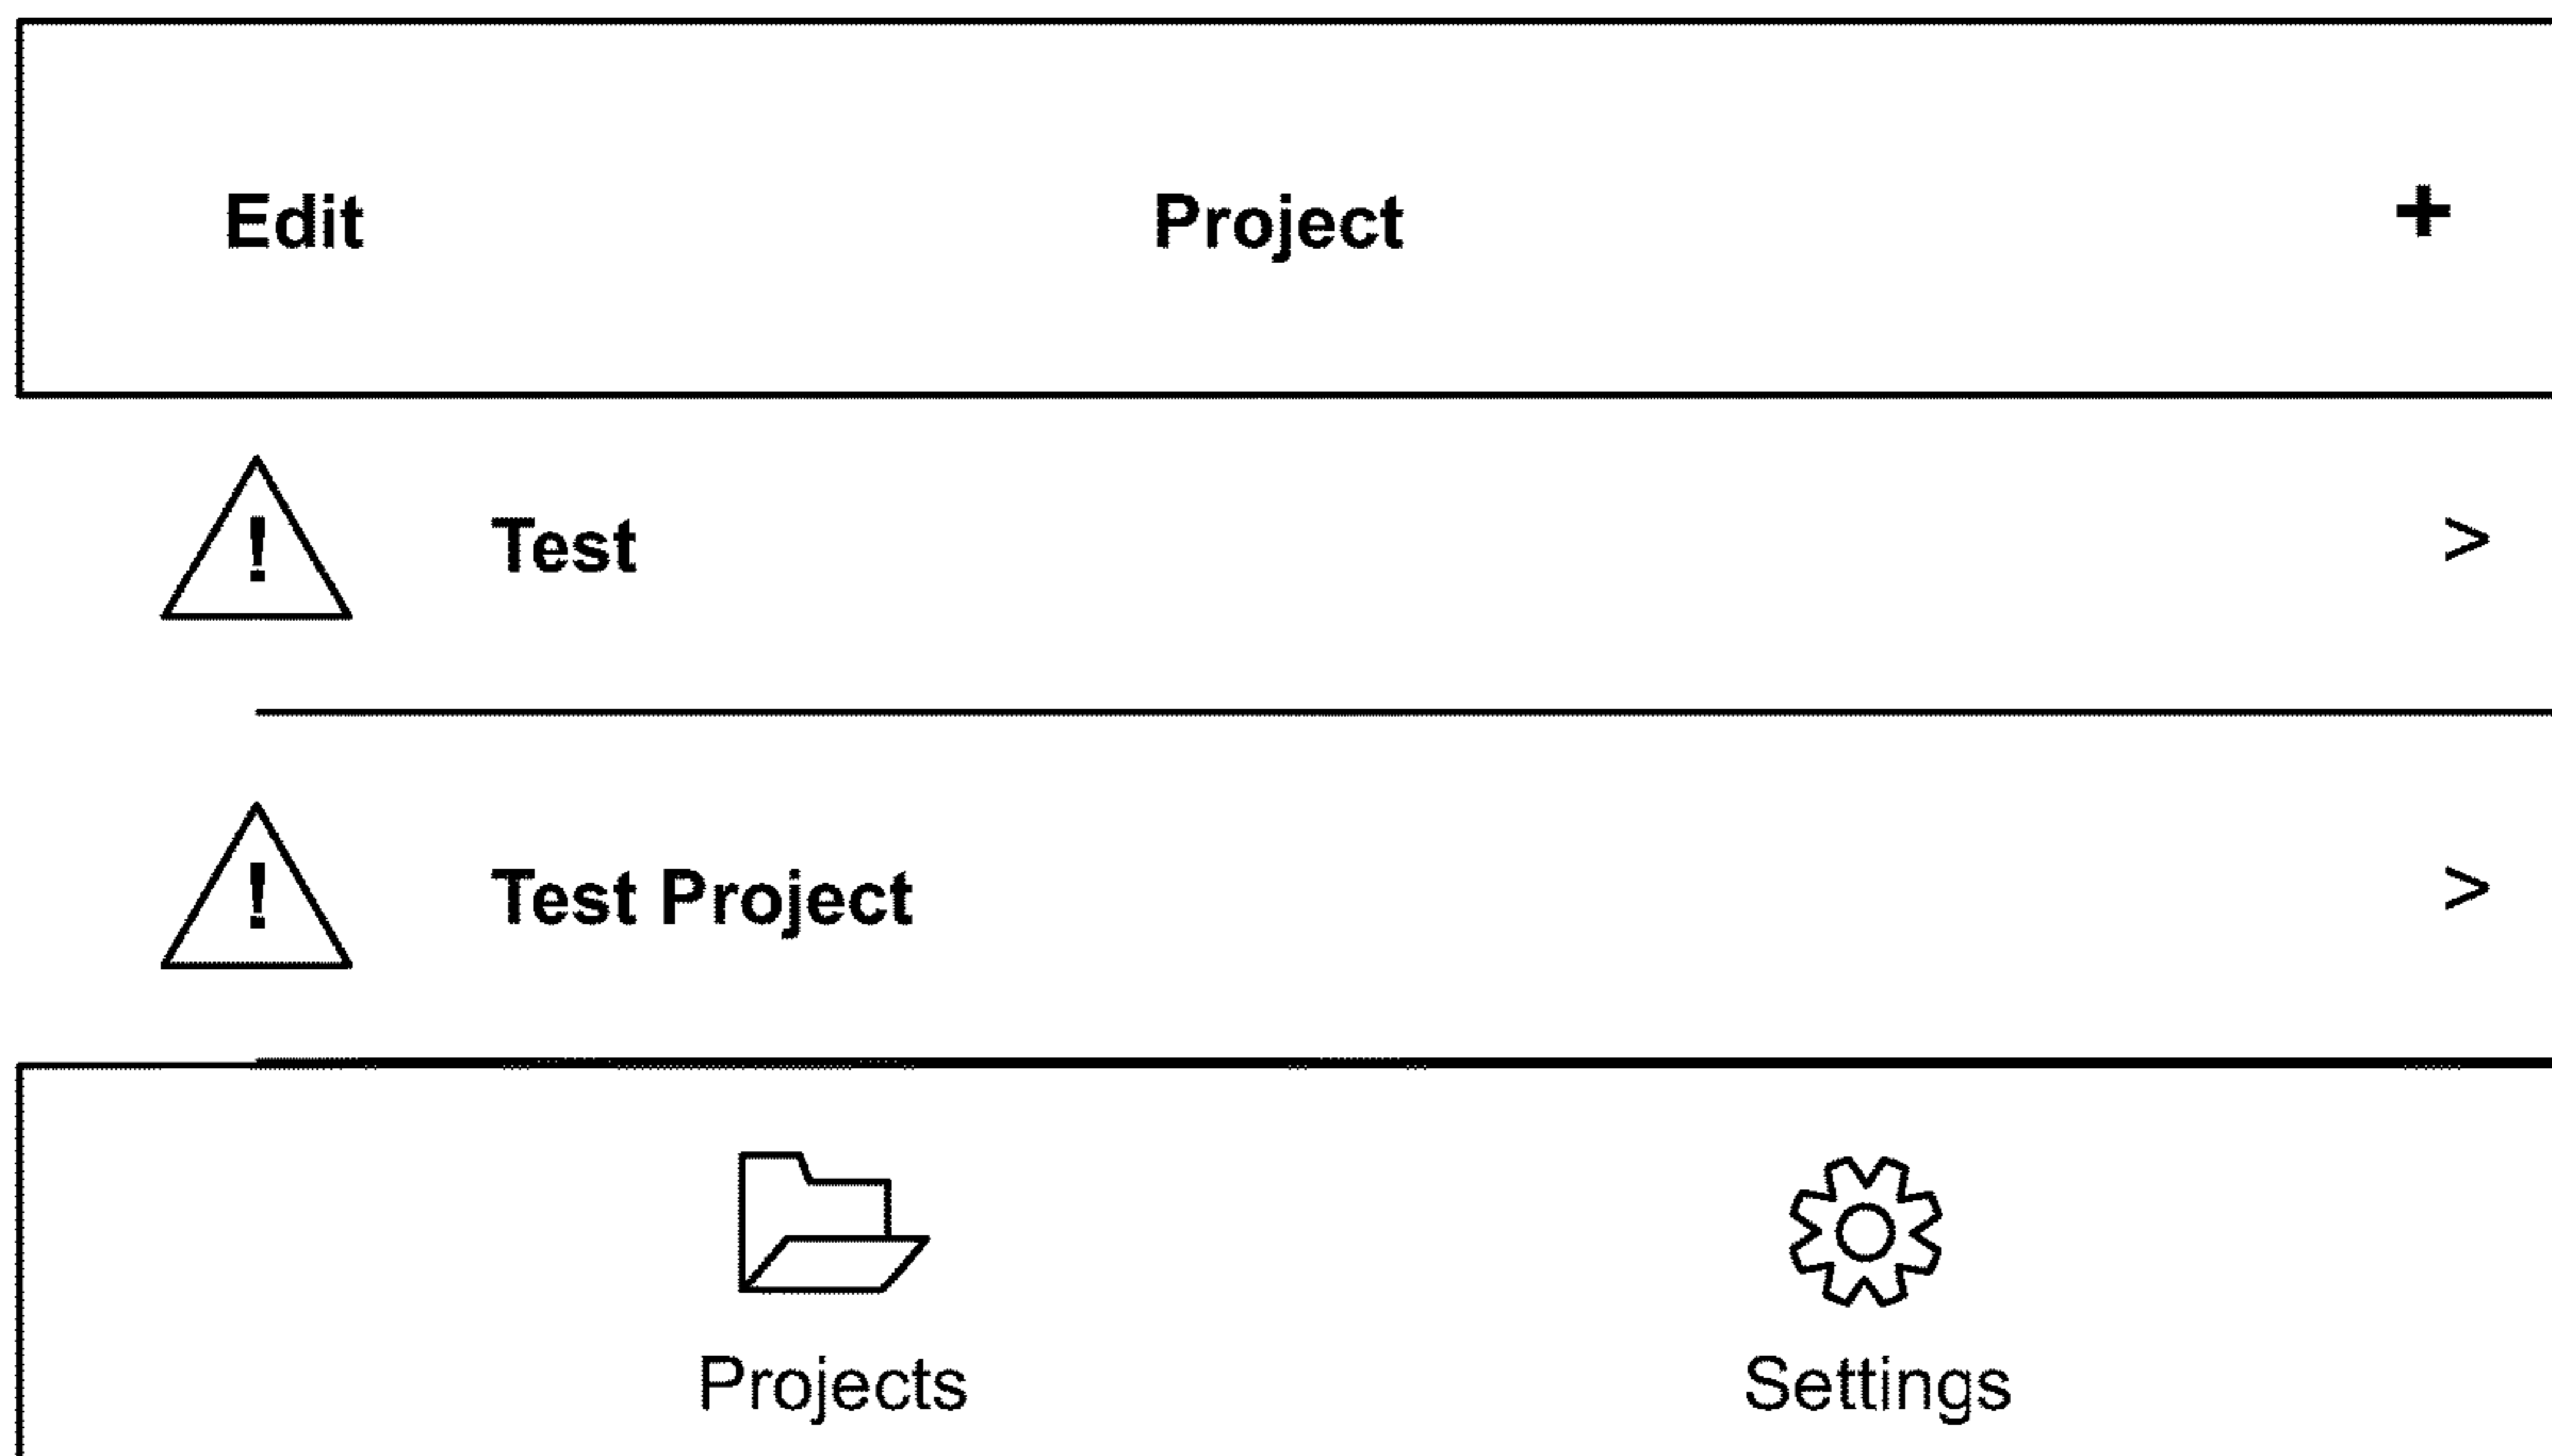 Edit Project +
! Test >
! Test Project >
Projects Settings